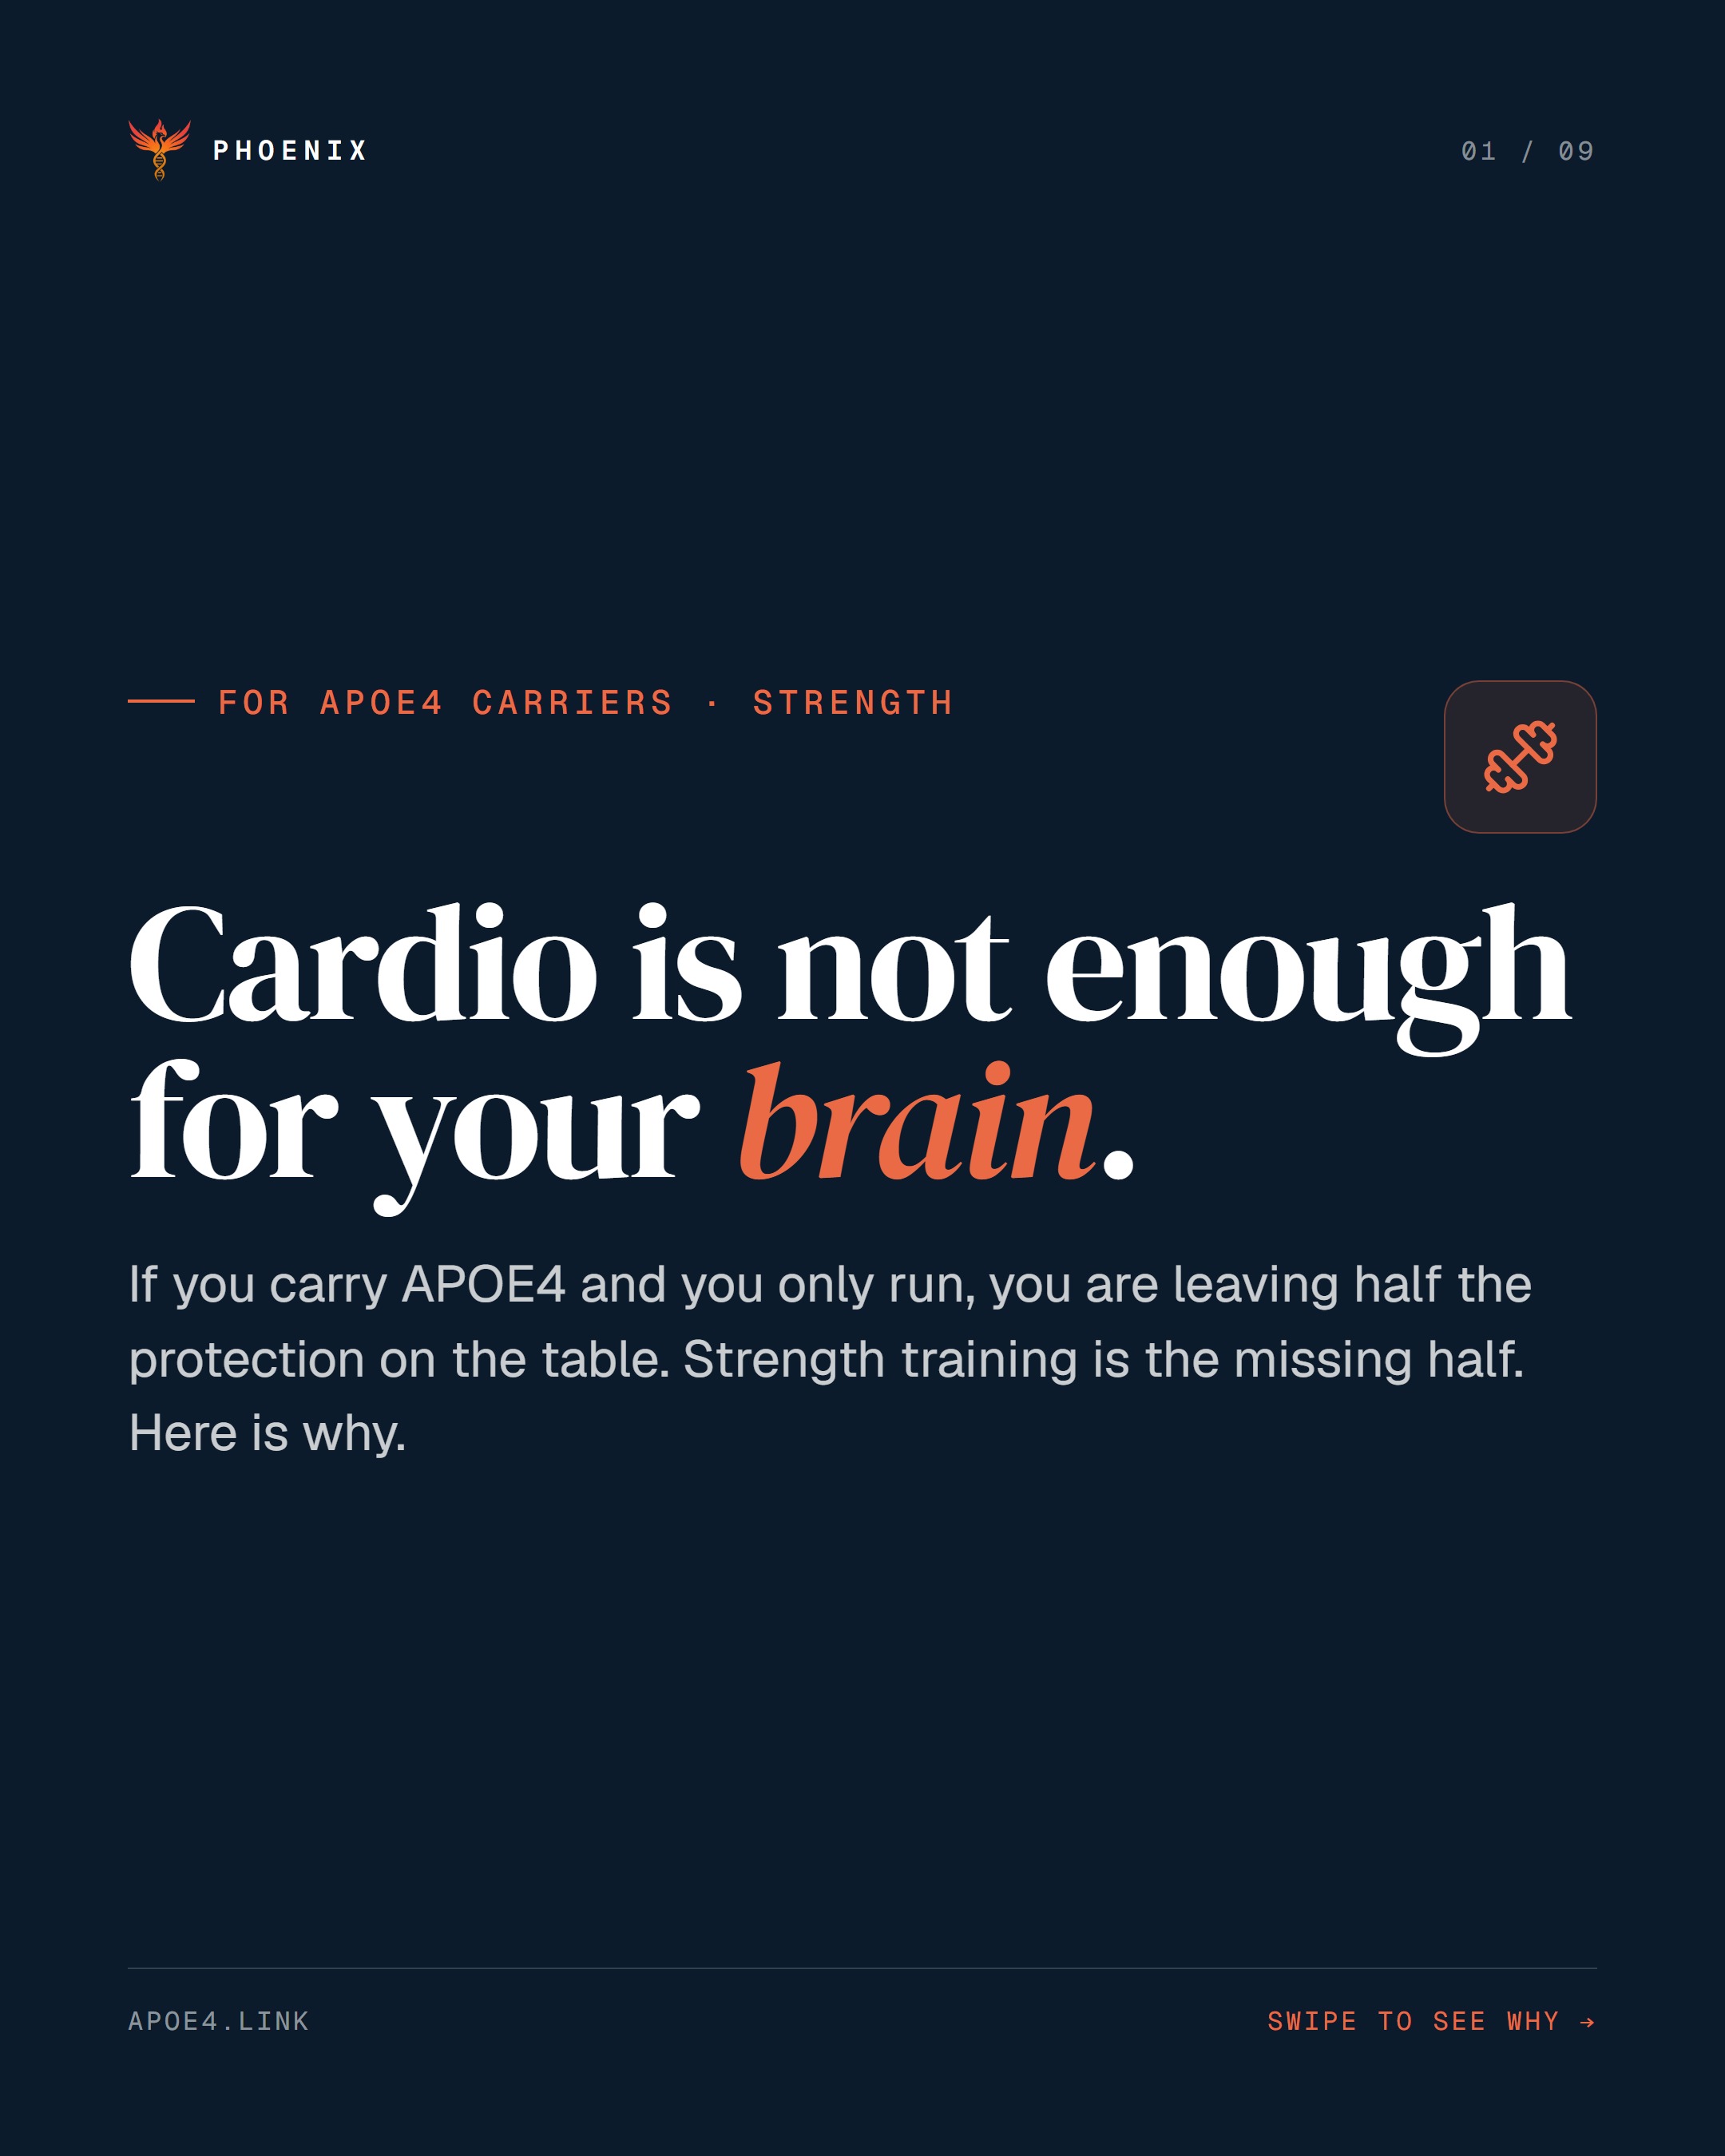 PHOENIX
01 / 09
FOR APOE4 CARRIERS · STRENGTH
Cardio is not enough
for your brain.
If you carry APOE4 and you only run, you are leaving half the
protection on the table. Strength training is the missing half.
Here is why.
APOE4.LINK
SWIPE TO SEE WHY →